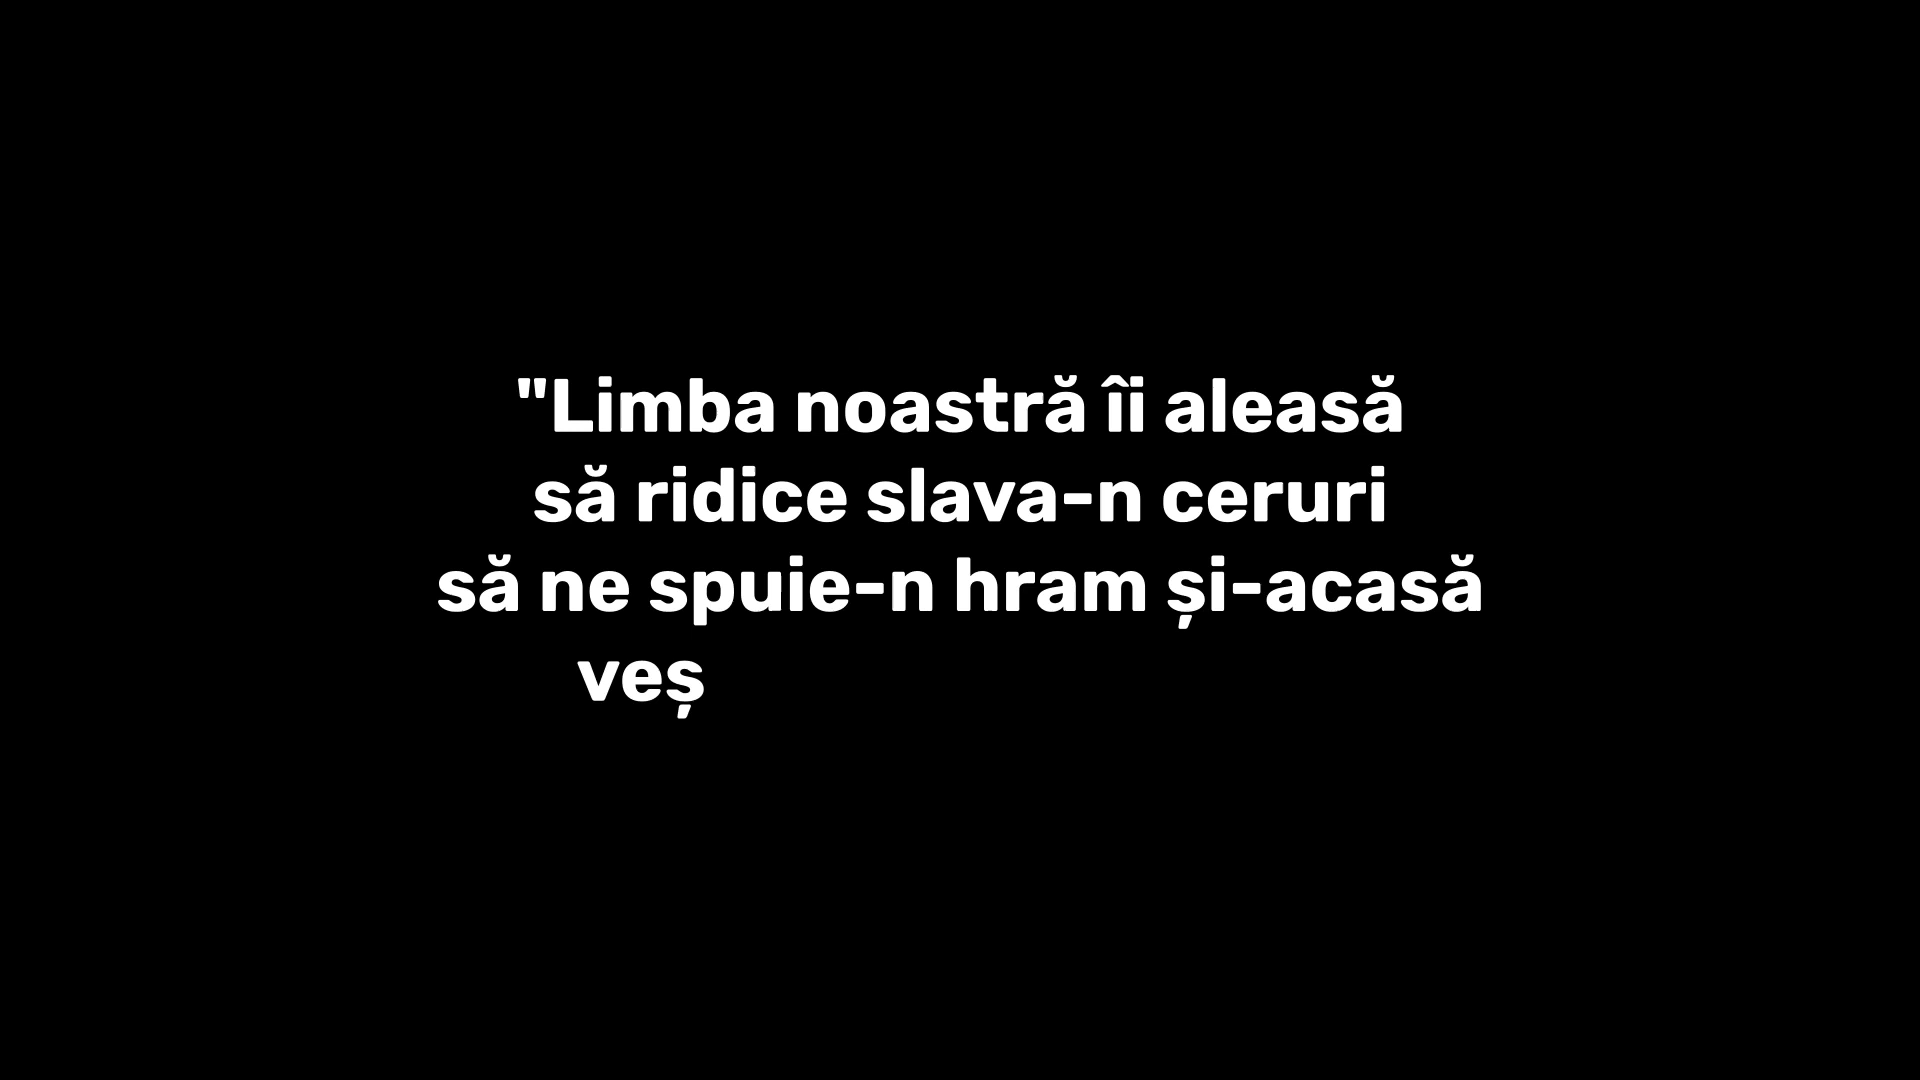 "Limba noastră îi aleasă
să ridice slava-n ceruri
să ne spuie-n hram și-acasă
veș